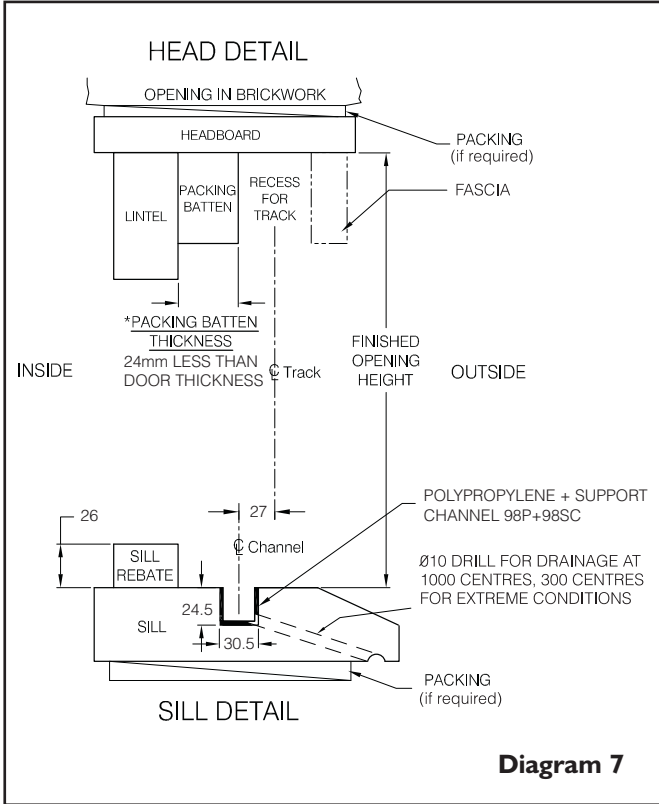 HEAD DETAIL
OPENING IN BRICKWORK
HEADBOARD
PACKING
(if required)
LINTEL
PACKING
BATTEN
RECESS
FOR
TRACK
FASCIA
*PACKING BATTEN
THICKNESS
24mm LESS THAN
DOOR THICKNESS
℄ Track
FINISHED
OPENING
HEIGHT
INSIDE
OUTSIDE
26
27
POLYPROPYLENE + SUPPORT
CHANNEL 98P+98SC
℄ Channel
SILL
REBATE
Ø10 DRILL FOR DRAINAGE AT
1000 CENTRES, 300 CENTRES
FOR EXTREME CONDITIONS
SILL
24.5
30.5
PACKING
(if required)
SILL DETAIL
Diagram 7